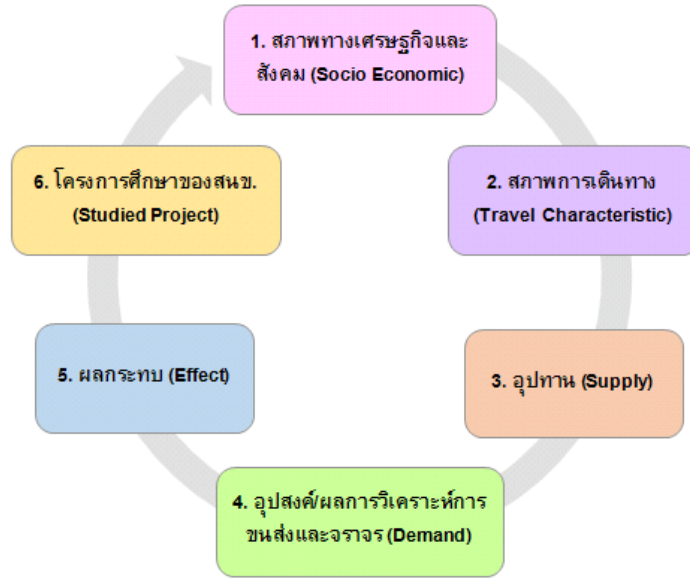 1. สภาพทางเศรษฐกิจและ
สังคม (Socio Economic)
2. สภาพการเดินทาง
(Travel Characteristic)
3. อุปทาน (Supply)
4. อุปสงค์/ผลการวิเคราะห์การ
ขนส่งและจราจร (Demand)
5. ผลกระทบ (Effect)
6. โครงการศึกษาของสนข.
(Studied Project)